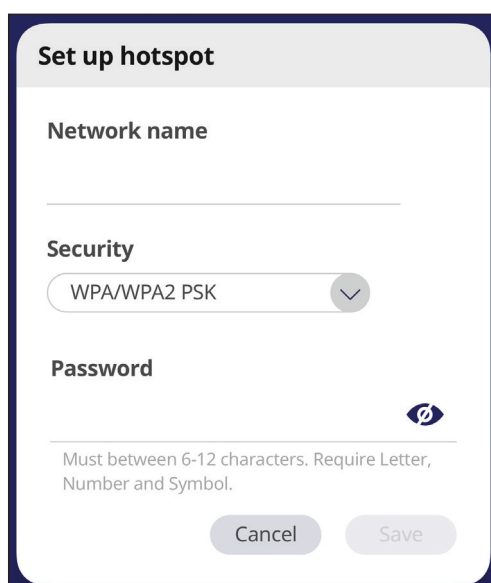 Set up hotspot
Network name
Security
WPA/WPA2 PSK
Password
Must between 6-12 characters. Require Letter,
Number and Symbol.
Cancel
Save